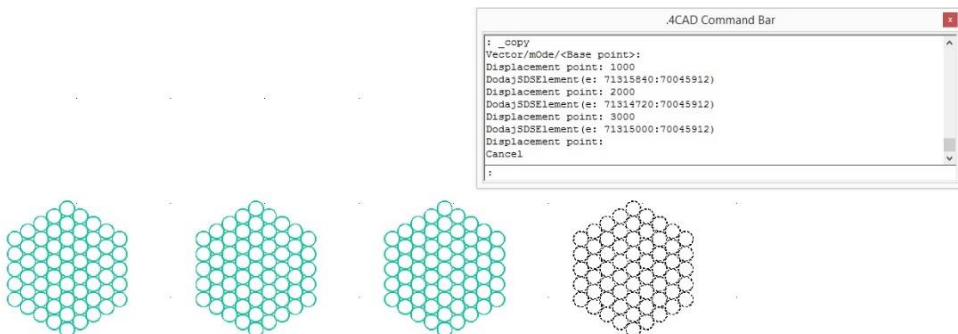 .4CAD Command Bar
x
: _copy
Vector/mOde/<Base point>:
Displacement point: 1000
DodajSDSElement(e: 71315840:70045912)
Displacement point: 2000
DodajSDSElement(e: 71314720:70045912)
Displacement point: 3000
DodajSDSElement(e: 71315000:70045912)
Displacement point:
Cancel
: